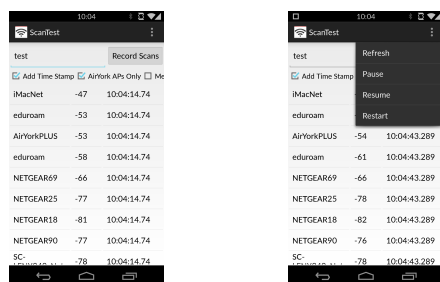 10:04
ScanTest
test Record Scans
Add Time Stamp AirYork APs Only Me
iMacNet -47 10:04:14.74
eduroam -53 10:04:14.74
AirYorkPLUS -53 10:04:14.74
eduroam -58 10:04:14.74
NETGEAR69 -66 10:04:14.74
NETGEAR25 -77 10:04:14.74
NETGEAR18 -81 10:04:14.74
NETGEAR90 -77 10:04:14.74
SC-
-78 10:04:14.74
10:04
ScanTest
test
Add Time Stamp
Refresh
Pause
Resume
Restart
iMacNet
eduroam
AirYorkPLUS -54 10:04:43.289
eduroam -61 10:04:43.289
NETGEAR69 -66 10:04:43.289
NETGEAR25 -78 10:04:43.289
NETGEAR18 -82 10:04:43.289
NETGEAR90 -76 10:04:43.289
SC-
-78 10:04:43.289